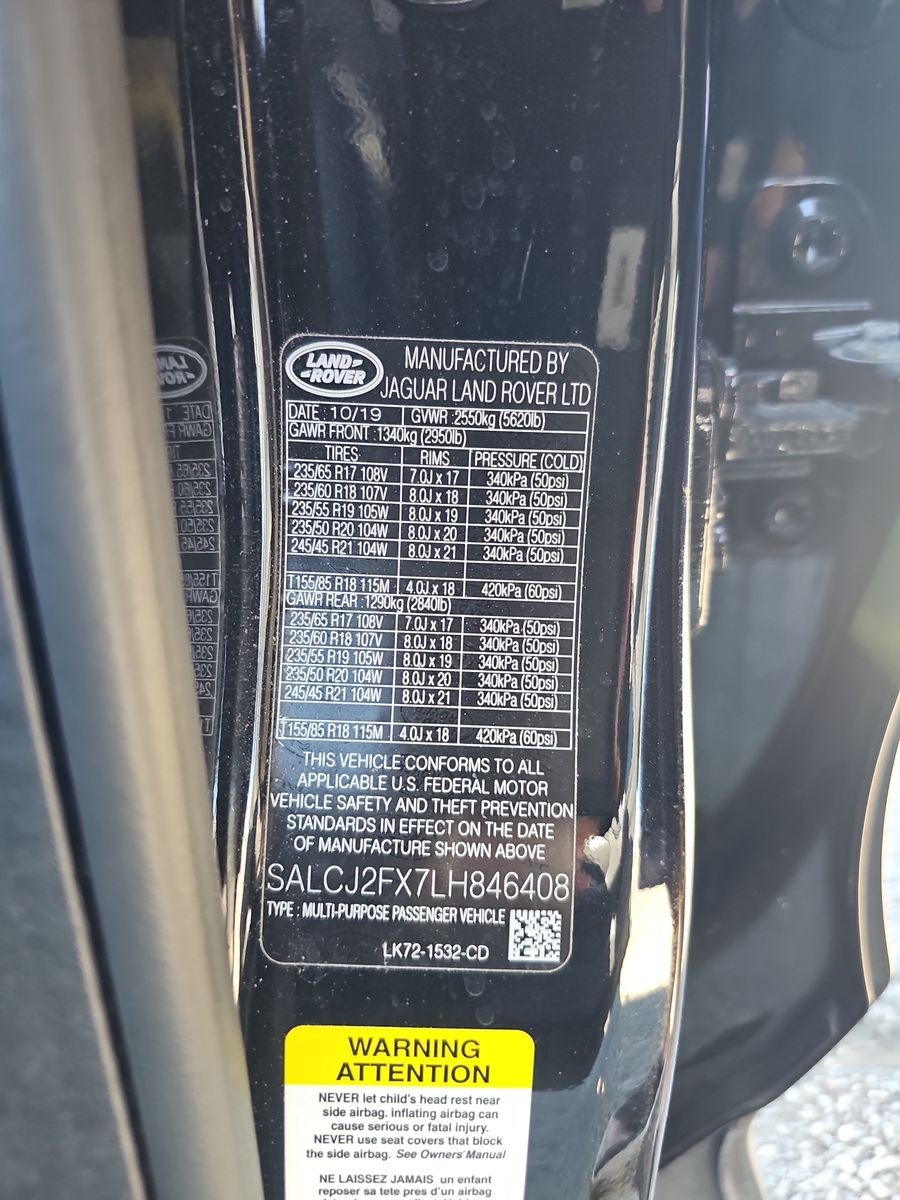 LAND-
-ROVER
MANUFACTURED BY
JAGUAR LAND ROVER LTD
DATE : 10/19 GVWR : 2550kg (5620lb)
GAWR FRONT : 1340kg (2950lb)
TIRES RIMS PRESSURE (COLD)
235/65 R17 108V 7.0J x 17 340kPa (50psi)
235/60 R18 107V 8.0J x 18 340kPa (50psi)
235/55 R19 105W 8.0J x 19 340kPa (50psi)
235/50 R20 104W 8.0J x 20 340kPa (50psi)
245/45 R21 104W 8.0J x 21 340kPa (50psi)
T155/85 R18 115M 4.0J x 18 420kPa (60psi)
GAWR REAR : 1290kg (2840lb)
235/65 R17 108V 7.0J x 17 340kPa (50psi)
235/60 R18 107V 8.0J x 18 340kPa (50psi)
235/55 R19 105W 8.0J x 19 340kPa (50psi)
235/50 R20 104W 8.0J x 20 340kPa (50psi)
245/45 R21 104W 8.0J x 21 340kPa (50psi)
T155/85 R18 115M 4.0J x 18 420kPa (60psi)
THIS VEHICLE CONFORMS TO ALL
APPLICABLE U.S. FEDERAL MOTOR
VEHICLE SAFETY AND THEFT PREVENTION
STANDARDS IN EFFECT ON THE DATE
OF MANUFACTURE SHOWN ABOVE
SALCJ2FX7LH846408
TYPE : MULTI-PURPOSE PASSENGER VEHICLE
LK72-1532-CD
WARNING
ATTENTION
NEVER let child's head rest near
side airbag. inflating airbag can
cause serious or fatal injury.
NEVER use seat covers that block
the side airbag. See Owners' Manual
NE LAISSEZ JAMAIS un enfant
reposer sa tete pres d'un airbag